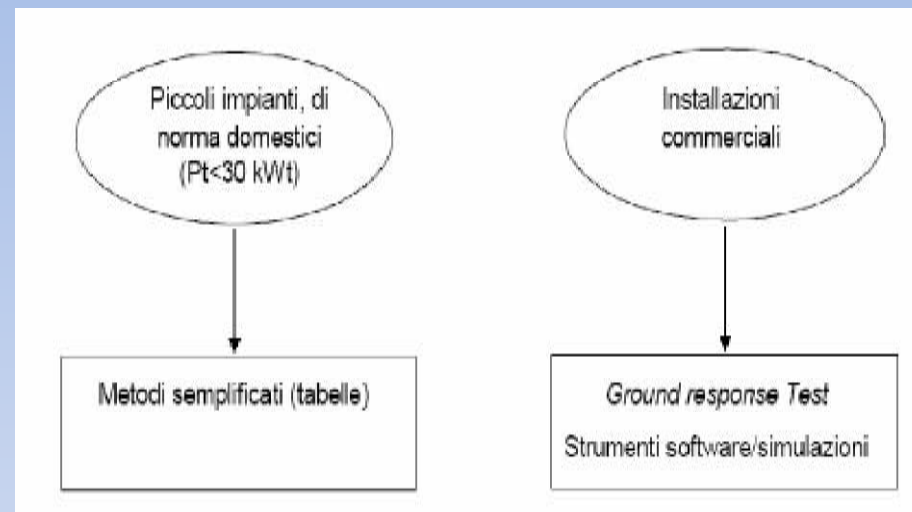 Piccoli impianti, di
norma domestici
(Pt<30 kWt)
Installazioni
commerciali
Metodi semplificati (tabelle)
Ground response Test
Strumenti software/simulazioni